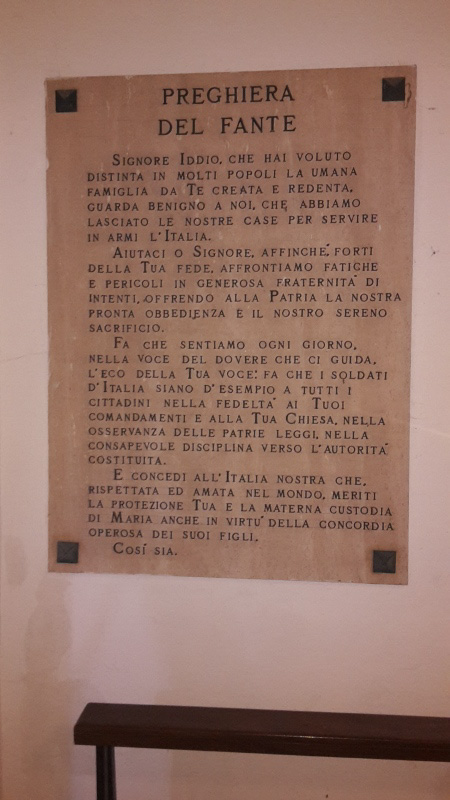 PREGHIERA
DEL FANTE
SIGNORE IDDIO, CHE HAI VOLUTO
DISTINTA IN MOLTI POPOLI LA UMANA
FAMIGLIA DA TE CREATA E REDENTA,
GUARDA BENIGNO A NOI, CHE ABBIAMO
LASCIATO LE NOSTRE CASE PER SERVIRE
IN ARMI L'ITALIA.
AIUTACI O SIGNORE, AFFINCHÉ, FORTI
DELLA TUA FEDE, AFFRONTIAMO FATICHE
E PERICOLI IN GENEROSA FRATERNITA' DI
INTENTI, OFFRENDO ALLA PATRIA LA NOSTRA
PRONTA OBBEDIENZA E IL NOSTRO SERENO
SACRIFICIO.
FA CHE SENTIAMO OGNI GIORNO,
NELLA VOCE DEL DOVERE CHE CI GUIDA,
L'ECO DELLA TUA VOCE: FA CHE I SOLDATI
D'ITALIA SIANO D'ESEMPIO A TUTTI I
CITTADINI NELLA FEDELTA' AI TUOI
COMANDAMENTI E ALLA TUA CHIESA, NELLA
OSSERVANZA DELLE PATRIE LEGGI, NELLA
CONSAPEVOLE DISCIPLINA VERSO L'AUTORITA'
COSTITUITA.
E CONCEDI ALL'ITALIA NOSTRA CHE,
RISPETTATA ED AMATA NEL MONDO, MERITI
LA PROTEZIONE TUA E LA MATERNA CUSTODIA
DI MARIA ANCHE IN VIRTU' DELLA CONCORDIA
OPEROSA DEI SUOI FIGLI.
COSÍ SIA.